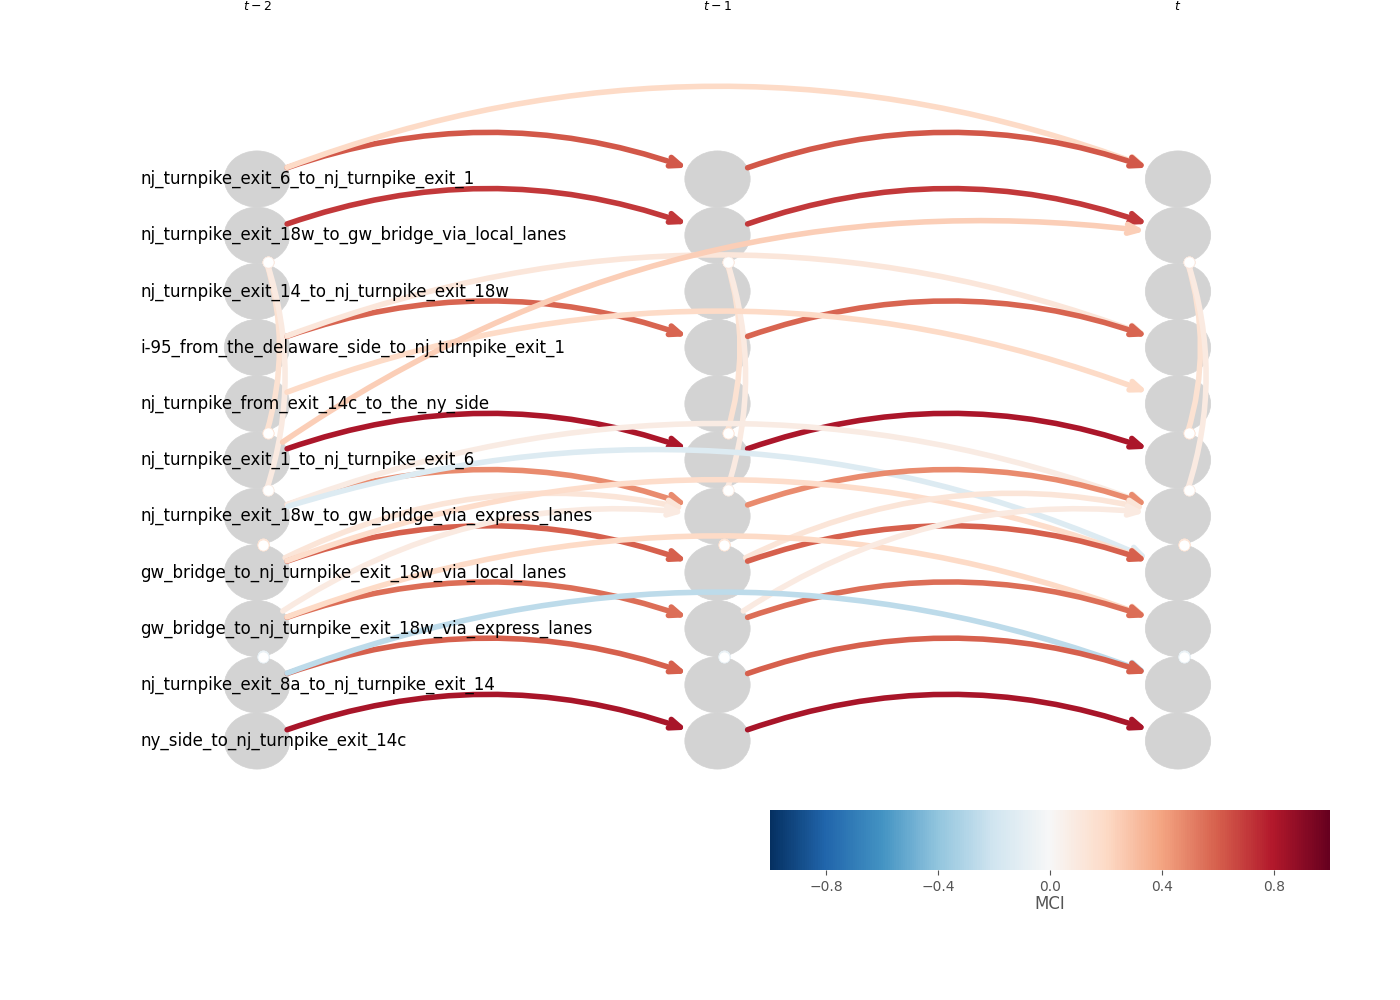 t − 2 t − 1 t
nj_turnpike_exit_6_to_nj_turnpike_exit_1
nj_turnpike_exit_18w_to_gw_bridge_via_local_lanes
nj_turnpike_exit_14_to_nj_turnpike_exit_18w
i-95_from_the_delaware_side_to_nj_turnpike_exit_1
nj_turnpike_from_exit_14c_to_the_ny_side
nj_turnpike_exit_1_to_nj_turnpike_exit_6
nj_turnpike_exit_18w_to_gw_bridge_via_express_lanes
gw_bridge_to_nj_turnpike_exit_18w_via_local_lanes
gw_bridge_to_nj_turnpike_exit_18w_via_express_lanes
nj_turnpike_exit_8a_to_nj_turnpike_exit_14
ny_side_to_nj_turnpike_exit_14c
−0.8 −0.4 0.0 0.4 0.8
MCI